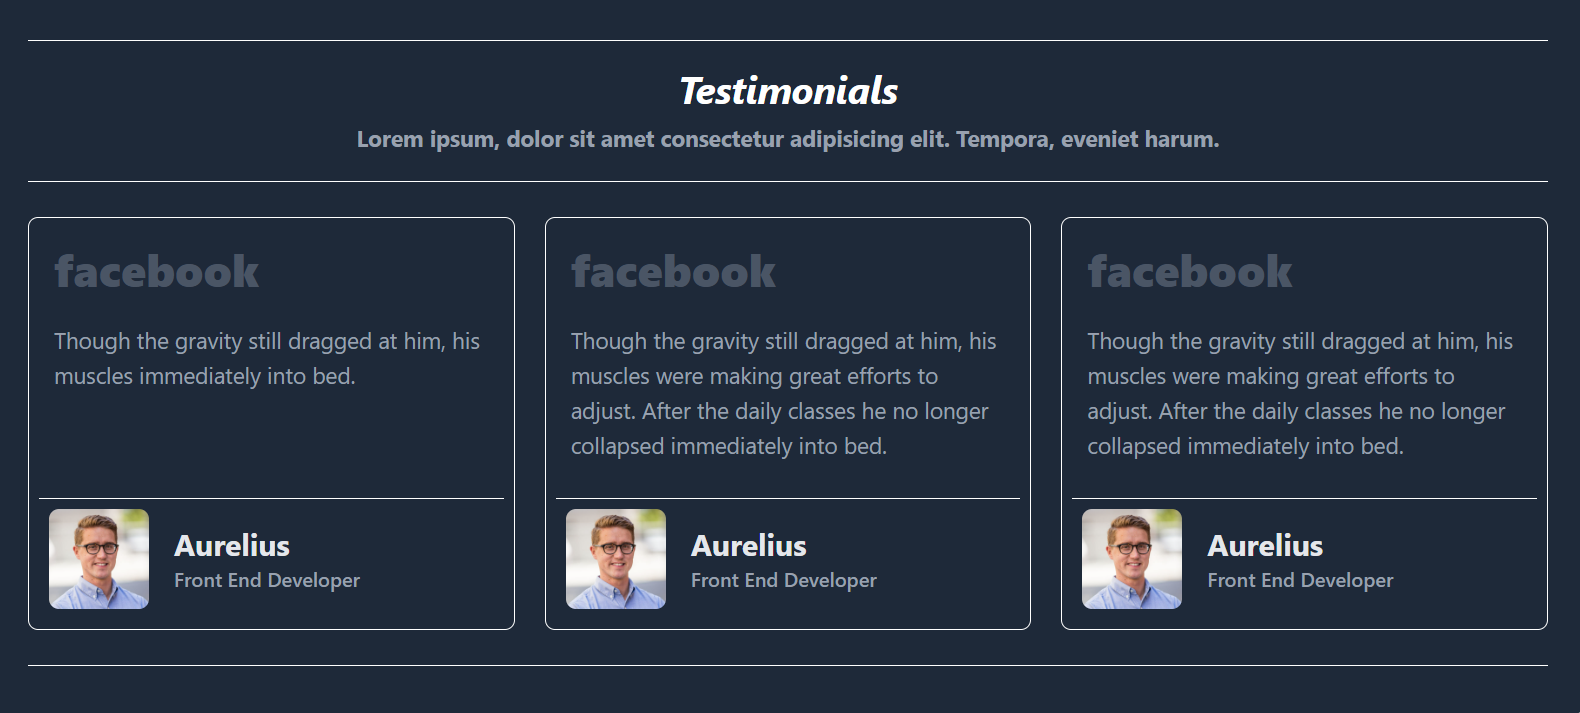 Testimonials
Lorem ipsum, dolor sit amet consectetur adipisicing elit. Tempora, eveniet harum.
facebook
Though the gravity still dragged at him, his
muscles immediately into bed.
Aurelius
Front End Developer
facebook
Though the gravity still dragged at him, his
muscles were making great efforts to
adjust. After the daily classes he no longer
collapsed immediately into bed.
Aurelius
Front End Developer
facebook
Though the gravity still dragged at him, his
muscles were making great efforts to
adjust. After the daily classes he no longer
collapsed immediately into bed.
Aurelius
Front End Developer